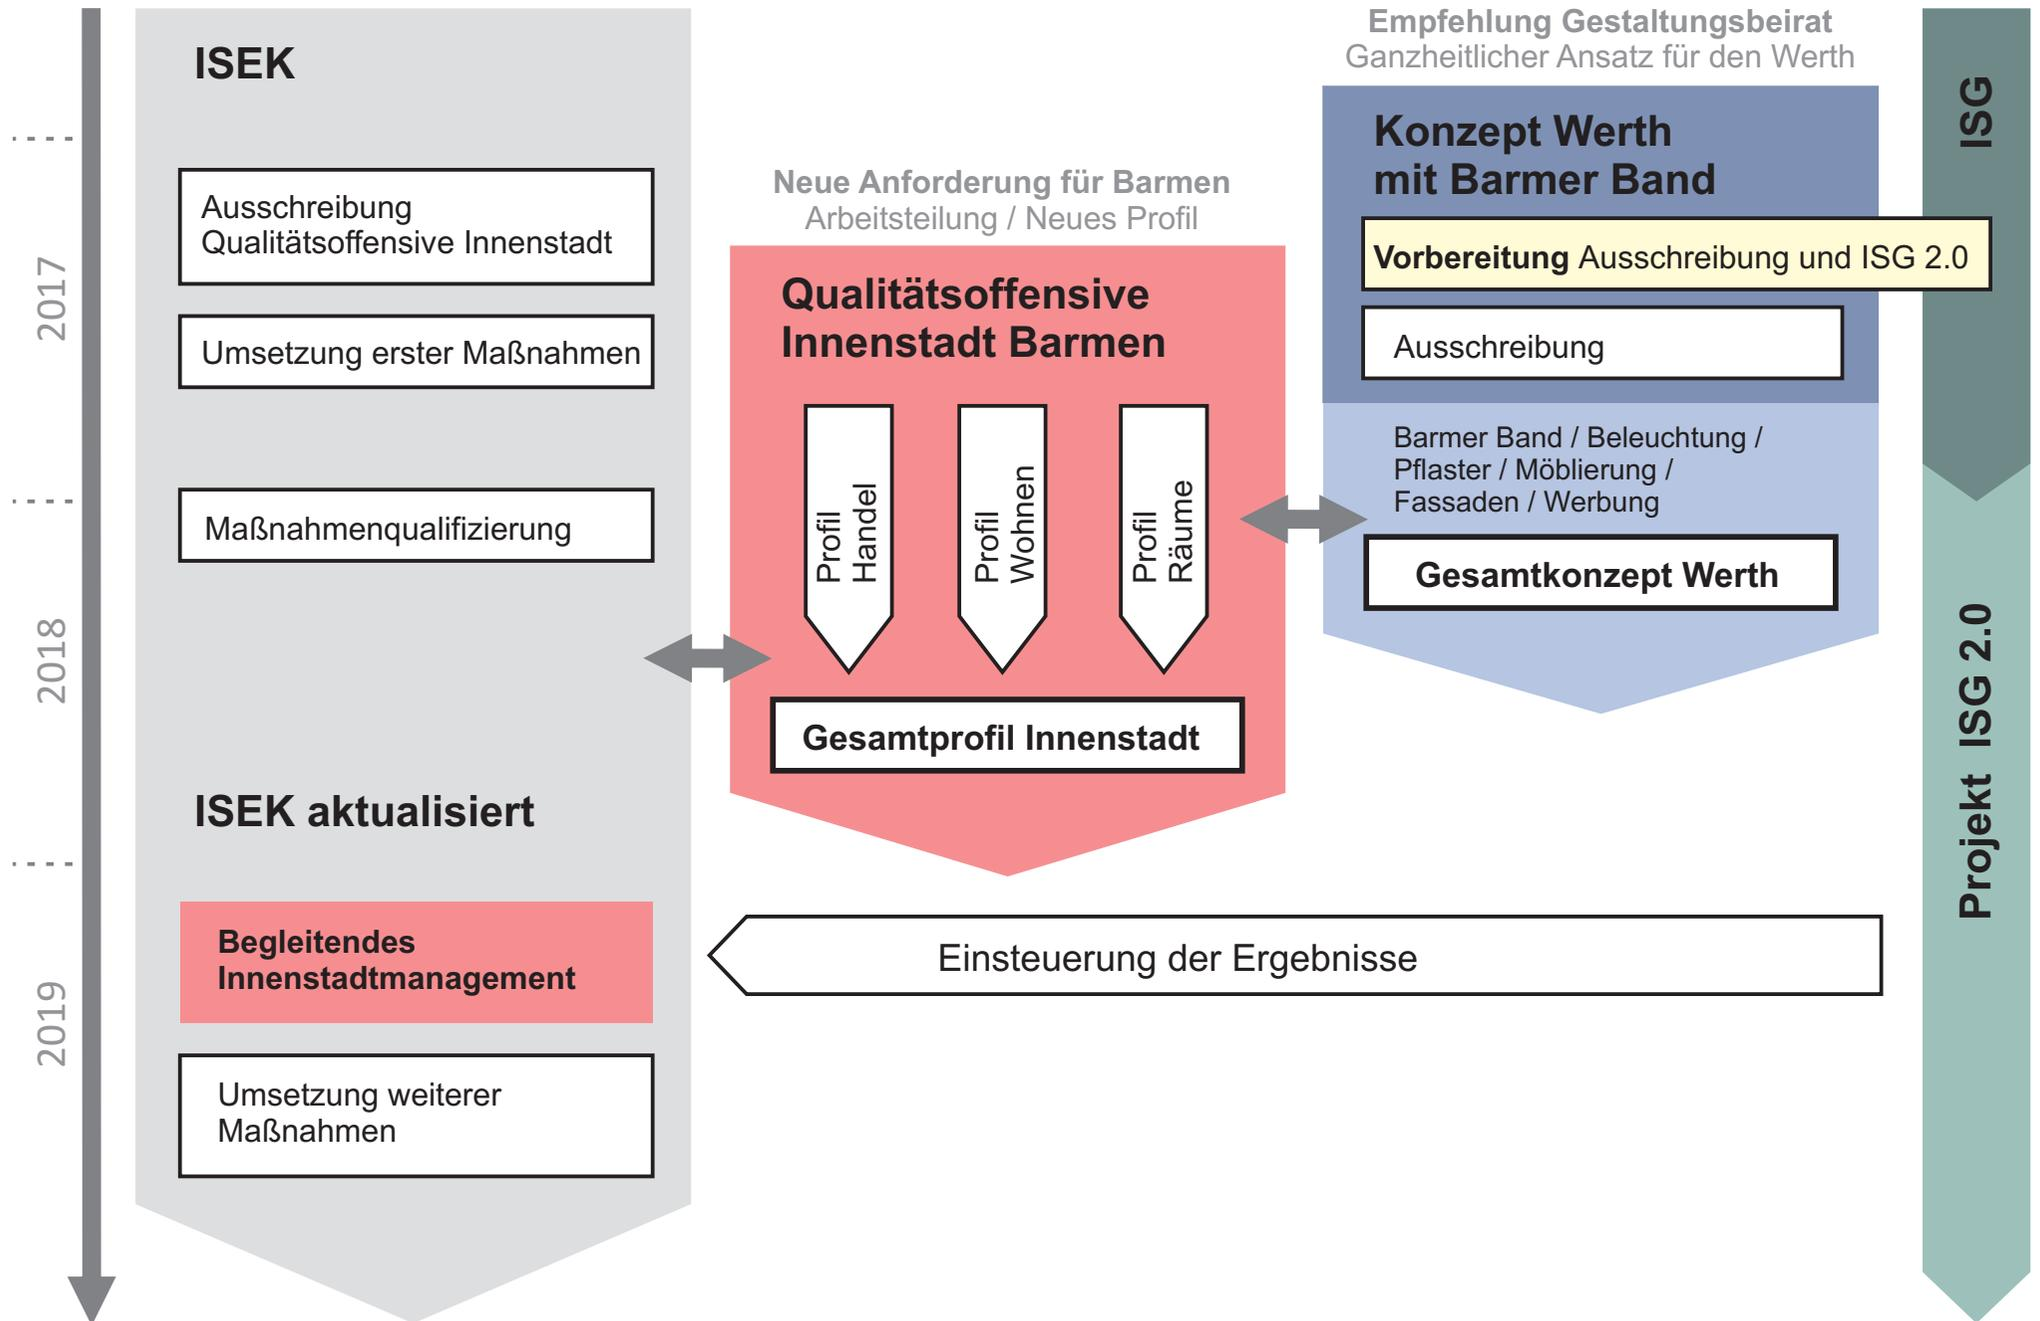 2017
2018
2019
ISEK
Ausschreibung
Qualitätsoffensive Innenstadt
Umsetzung erster Maßnahmen
Maßnahmenqualifizierung
ISEK aktualisiert
Begleitendes
Innenstadtmanagement
Umsetzung weiterer
Maßnahmen
Neue Anforderung für Barmen
Arbeitsteilung / Neues Profil
Qualitätsoffensive
Innenstadt Barmen
Profil
Handel
Profil
Wohnen
Profil
Räume
Gesamtprofil Innenstadt
Empfehlung Gestaltungsbeirat
Ganzheitlicher Ansatz für den Werth
Konzept Werth
mit Barmer Band
Vorbereitung Ausschreibung und ISG 2.0
Ausschreibung
Barmer Band / Beleuchtung /
Pflaster / Möblierung /
Fassaden / Werbung
Gesamtkonzept Werth
Einsteuerung der Ergebnisse
ISG
Projekt ISG 2.0